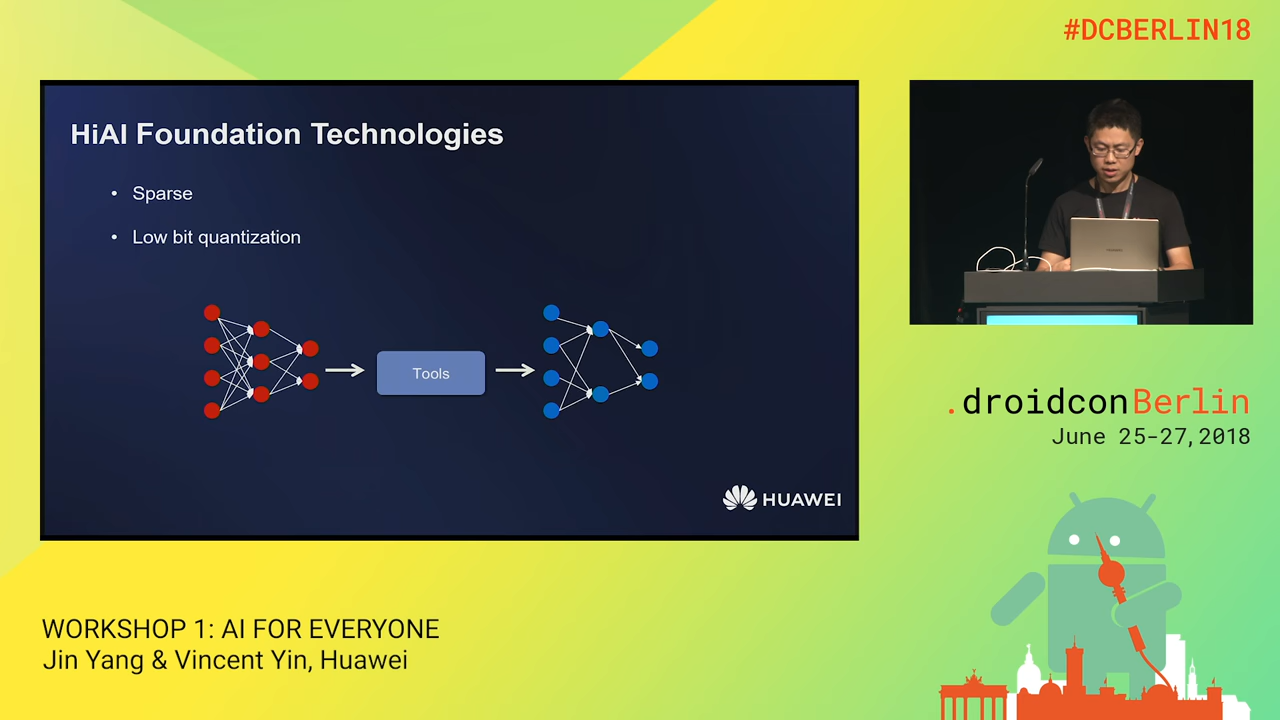 #DCBERLIN18
HiAI Foundation Technologies
• Sparse
• Low bit quantization
Tools
HUAWEI
.droidconBerlin
June 25-27, 2018
WORKSHOP 1: AI FOR EVERYONE
Jin Yang & Vincent Yin, Huawei